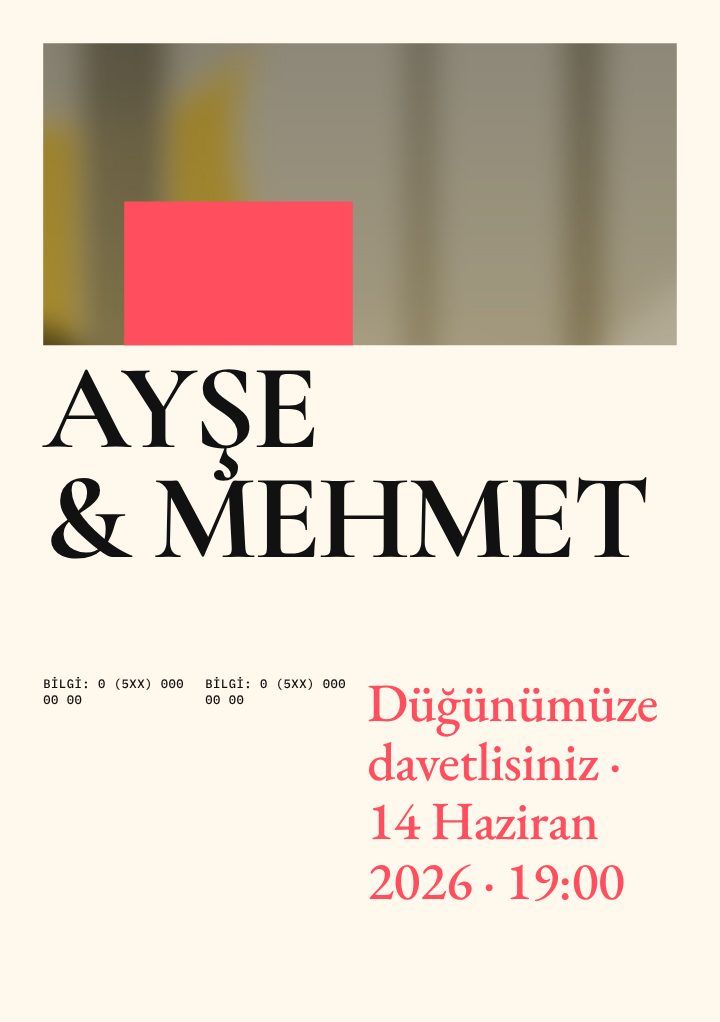 AYŞE
& MEHMET
BİLGİ: 0 (5XX) 000
00 00
BİLGİ: 0 (5XX) 000
00 00
Düğünümüze
davetlisiniz ·
14 Haziran
2026 · 19:00